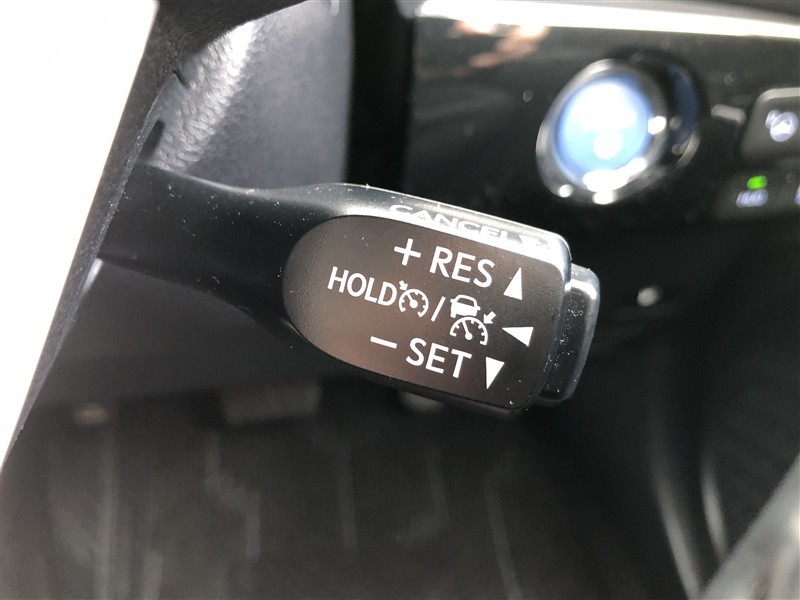 CANCEL
+ RES
HOLD /
− SET